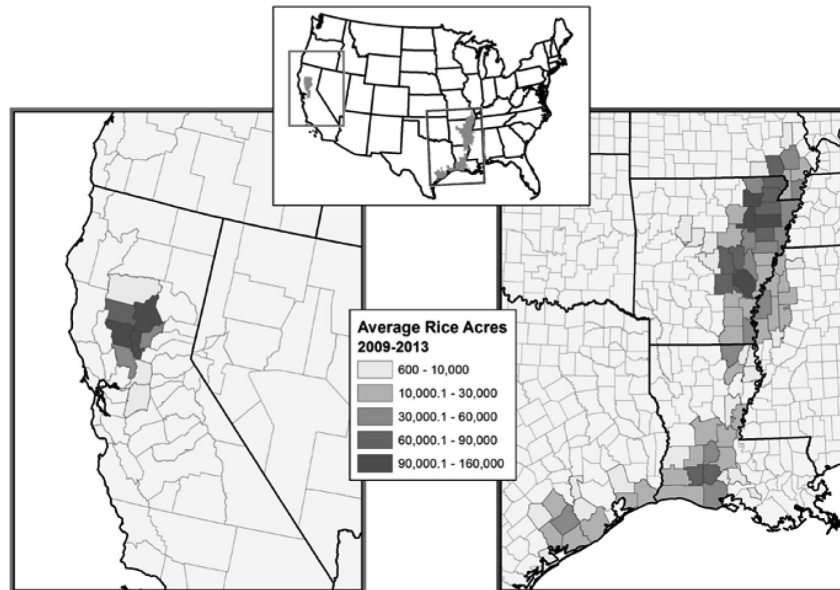 Average Rice Acres
2009-2013
600 - 10,000
10,000.1 - 30,000
30,000.1 - 60,000
60,000.1 - 90,000
90,000.1 - 160,000